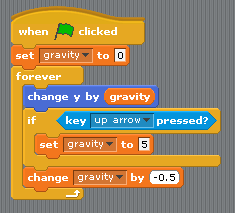 when clicked
set gravity to 0
forever
change y by gravity
if key up arrow pressed?
set gravity to 5
change gravity by -0.5